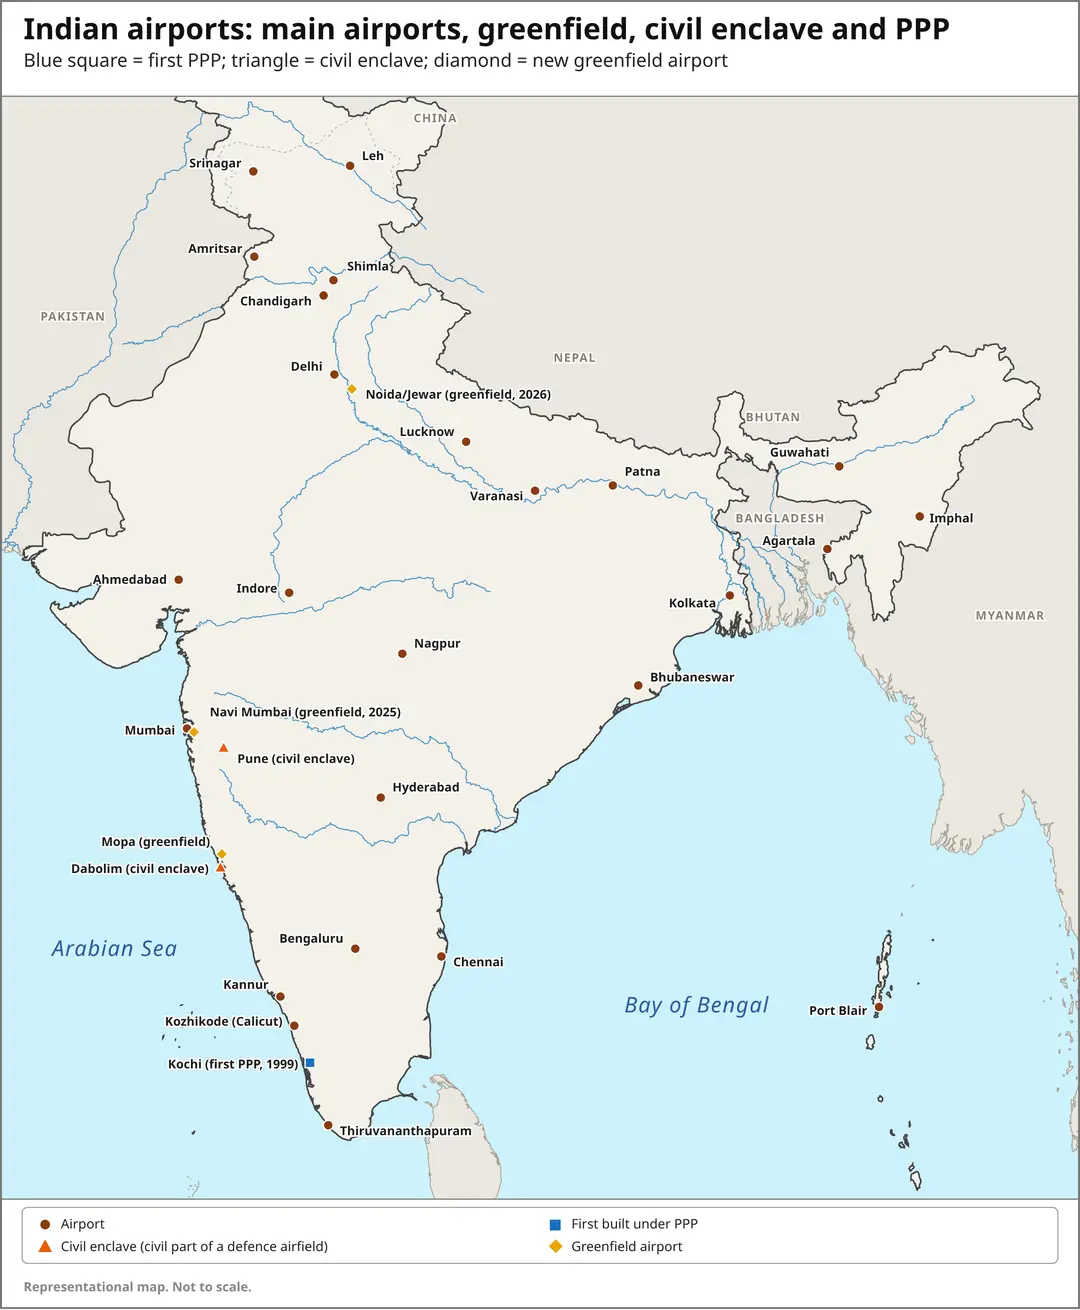 Indian airports: main airports, greenfield, civil enclave and PPP
Blue square = first PPP; triangle = civil enclave; diamond = new greenfield airport
CHINA
Leh
Srinagar
Amritsar
Shimla
Chandigarh
PAKISTAN
NEPAL
Delhi
Noida/Jewar (greenfield, 2026)
BHUTAN
Lucknow
Guwahati
Patna
Varanasi
BANGLADESH
Imphal
Agartala
Ahmedabad
Indore
Kolkata
MYANMAR
Nagpur
Bhubaneswar
Navi Mumbai (greenfield, 2025)
Mumbai
Pune (civil enclave)
Hyderabad
Mopa (greenfield)
Dabolim (civil enclave)
Bengaluru
Arabian Sea
Chennai
Kannur
Bay of Bengal
Port Blair
Kozhikode (Calicut)
Kochi (first PPP, 1999)
Thiruvananthapuram
Airport
First built under PPP
Civil enclave (civil part of a defence airfield)
Greenfield airport
Representational map. Not to scale.